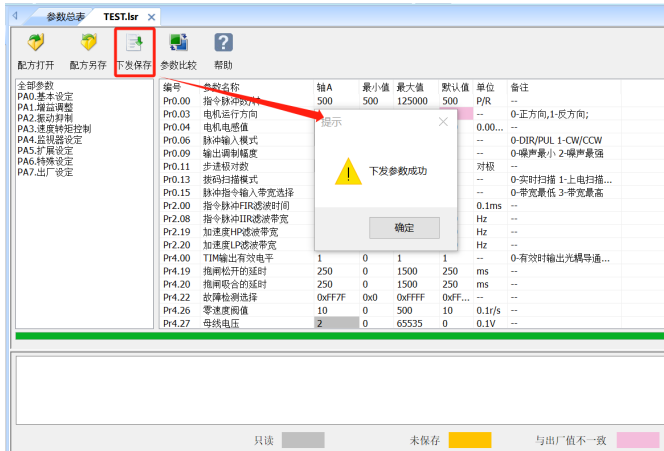 参数总表 TEST.lsr ×
配方打开 配方另存 下发保存 参数比较 帮助
全部参数
PA0.基本设定
PA1.增益调整
PA2.振动抑制
PA3.速度转矩控制
PA4.监视器设定
PA5.扩展设定
PA6.特殊设定
PA7.出厂设定
编号 参数名称 轴A 最小值 最大值 默认值 单位 备注
Pr0.00 指令脉冲数/转 500 500 125000 500 P/R --
Pr0.03 电机运行方向 -- 0-正方向,1-反方向;
Pr0.04 电机电感值 0.00... --
Pr0.06 脉冲输入模式 -- 0-DIR/PUL 1-CW/CCW
Pr0.09 输出调制幅度 -- 0-噪声最小 2-噪声最强
Pr0.11 步进极对数 对极 --
Pr0.13 拨码扫描模式 -- 0-实时扫描 1-上电扫描...
Pr0.15 脉冲指令输入带宽选择 -- 0-带宽最低 3-带宽最高
Pr2.00 指令脉冲FIR滤波时间 0.1ms --
Pr2.08 指令脉冲IIR滤波带宽 Hz --
Pr2.19 加速度HP滤波带宽 Hz --
Pr2.20 加速度LP滤波带宽 Hz --
Pr4.00 TIM输出有效电平 1 0 1 1 -- 0-有效时输出光耦导通...
Pr4.19 抱闸松开的延时 250 0 1500 250 ms --
Pr4.20 抱闸吸合的延时 250 0 1500 250 ms --
Pr4.22 故障检测选择 0xFF7F 0x0 0xFFFF 0xFF... -- --
Pr4.26 零速度阀值 10 0 500 10 0.1r/s --
Pr4.27 母线电压 2 0 65535 0 0.1V --
提示 ×
下发参数成功
确定
只读 未保存 与出厂值不一致